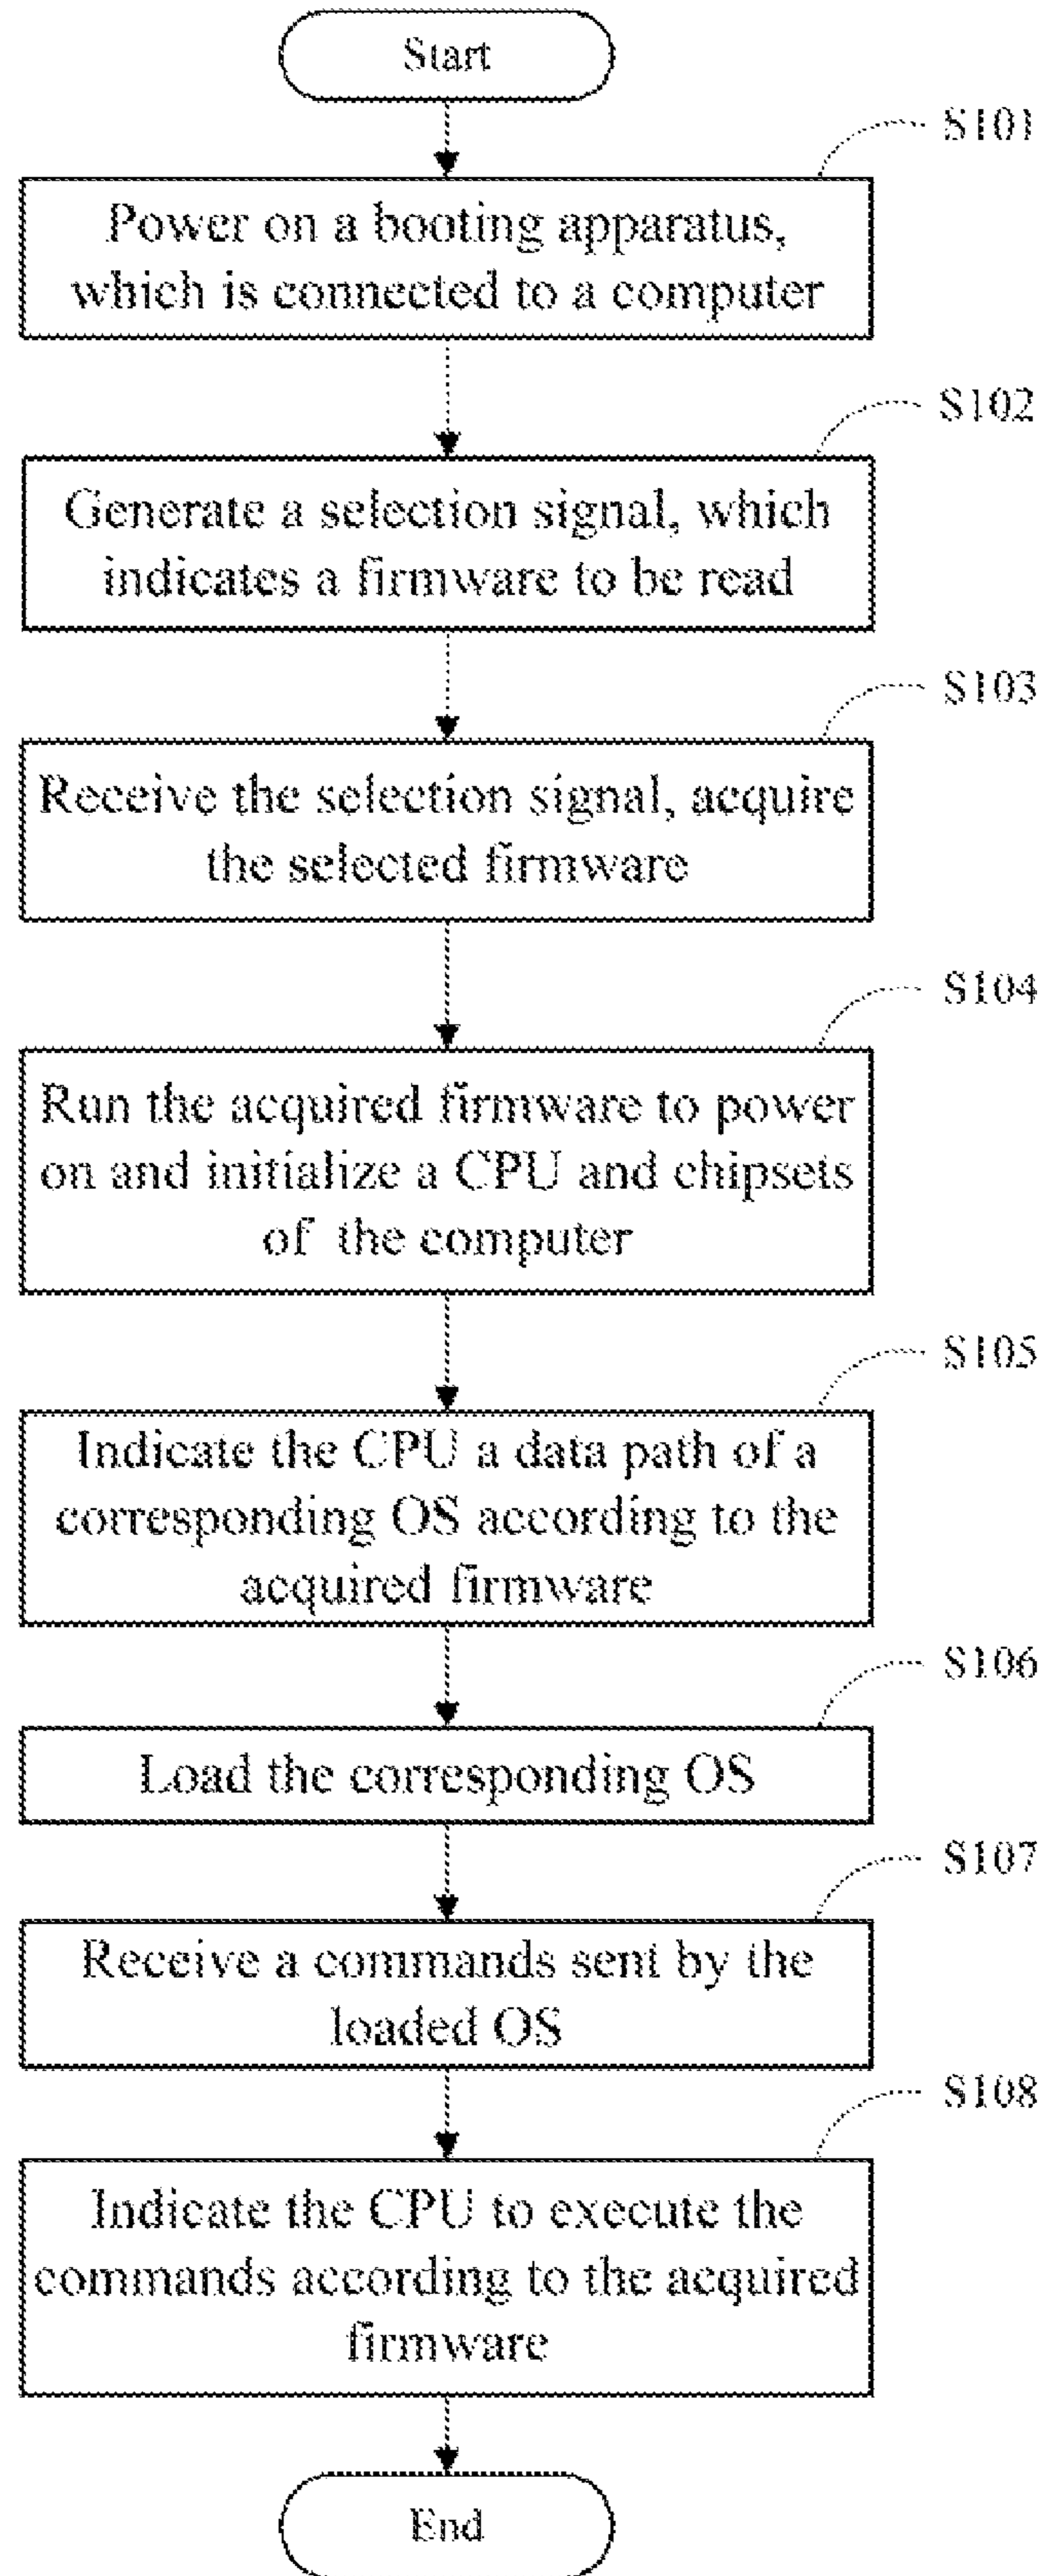 Start
S101
Power on a booting apparatus,
which is connected to a computer
S102
Generate a selection signal, which
indicates a firmware to be read
S103
Receive the selection signal, acquire
the selected firmware
S104
Run the acquired firmware to power
on and initialize a CPU and chipsets
of the computer
S105
Indicate the CPU a data path of a
corresponding OS according to the
acquired firmware
S106
Load the corresponding OS
S107
Receive a commands sent by the
loaded OS
S108
Indicate the CPU to execute the
commands according to the acquired
firmware
End